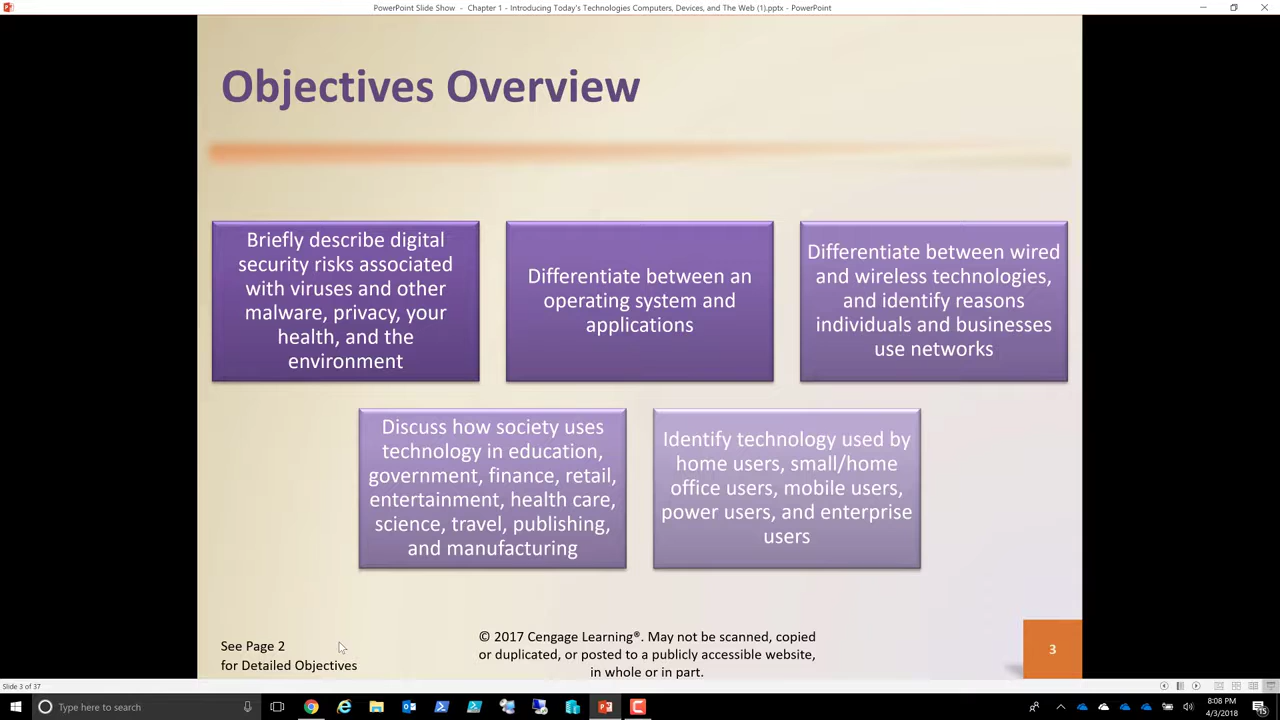 PowerPoint Slide Show - Chapter 1 - Introducing Today's Technologies Computers, Devices, and The Web (1).pptx - PowerPoint
Objectives Overview
Briefly describe digital
security risks associated
with viruses and other
malware, privacy, your
health, and the
environment
Differentiate between an
operating system and
applications
Differentiate between wired
and wireless technologies,
and identify reasons
individuals and businesses
use networks
Discuss how society uses
technology in education,
government, finance, retail,
entertainment, health care,
science, travel, publishing,
and manufacturing
Identify technology used by
home users, small/home
office users, mobile users,
power users, and enterprise
users
See Page 2
for Detailed Objectives
© 2017 Cengage Learning®. May not be scanned, copied
or duplicated, or posted to a publicly accessible website,
in whole or in part.
3
Slide 3 of 37
Type here to search
8:08 PM
4/3/2018